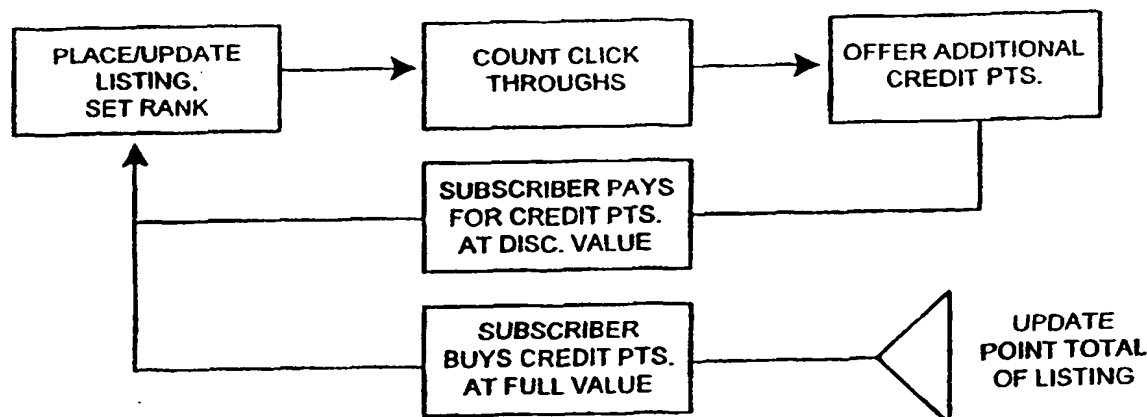 PLACE/UPDATE
LISTING,
SET RANK
COUNT CLICK
THROUGHS
OFFER ADDITIONAL
CREDIT PTS.
SUBSCRIBER PAYS
FOR CREDIT PTS.
AT DISC. VALUE
SUBSCRIBER
BUYS CREDIT PTS.
AT FULL VALUE
UPDATE
POINT TOTAL
OF LISTING